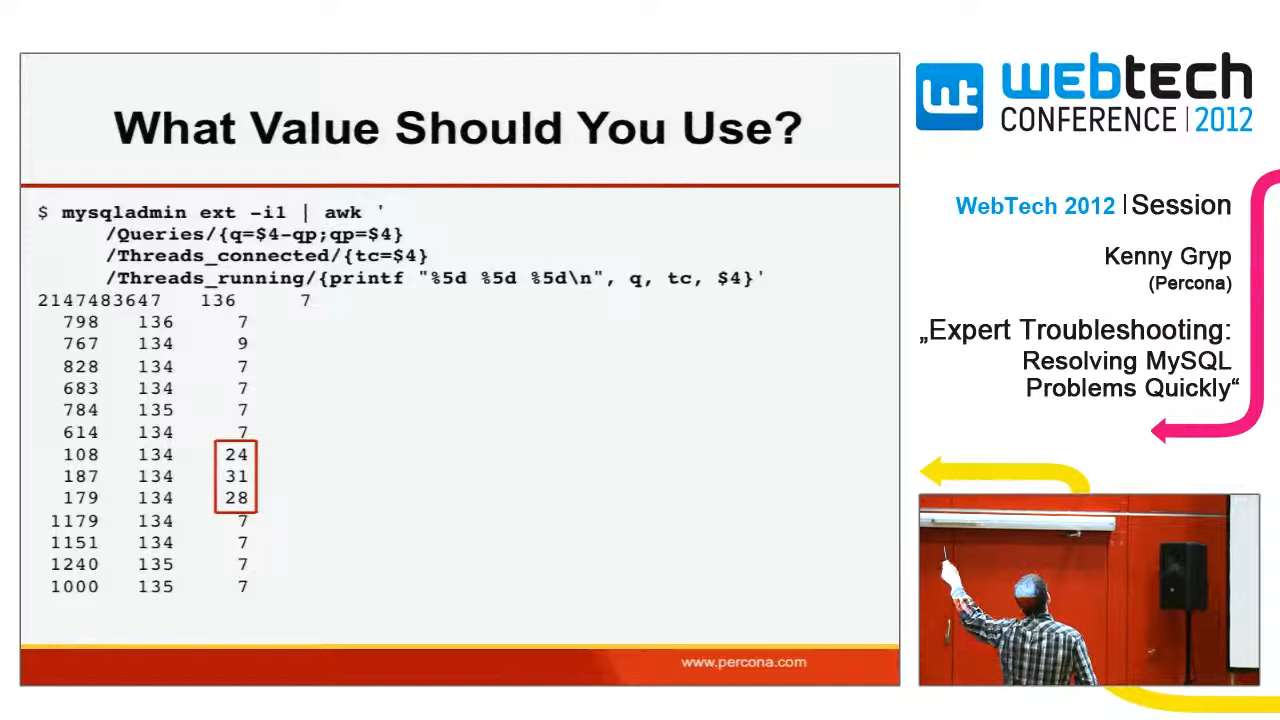 What Value Should You Use?
$ mysqladmin ext -i1 | awk '
/Queries/{q=$4-qp;qp=$4}
/Threads_connected/{tc=$4}
/Threads_running/{printf "%5d %5d %5d\n", q, tc, $4}'
2147483647 136 7
798 136 7
767 134 9
828 134 7
683 134 7
784 135 7
614 134 7
108 134 24
187 134 31
179 134 28
1179 134 7
1151 134 7
1240 135 7
1000 135 7
www.percona.com
wt webtech
CONFERENCE | 2012
WebTech 2012 | Session
Kenny Gryp
(Percona)
„Expert Troubleshooting:
Resolving MySQL
Problems Quickly“